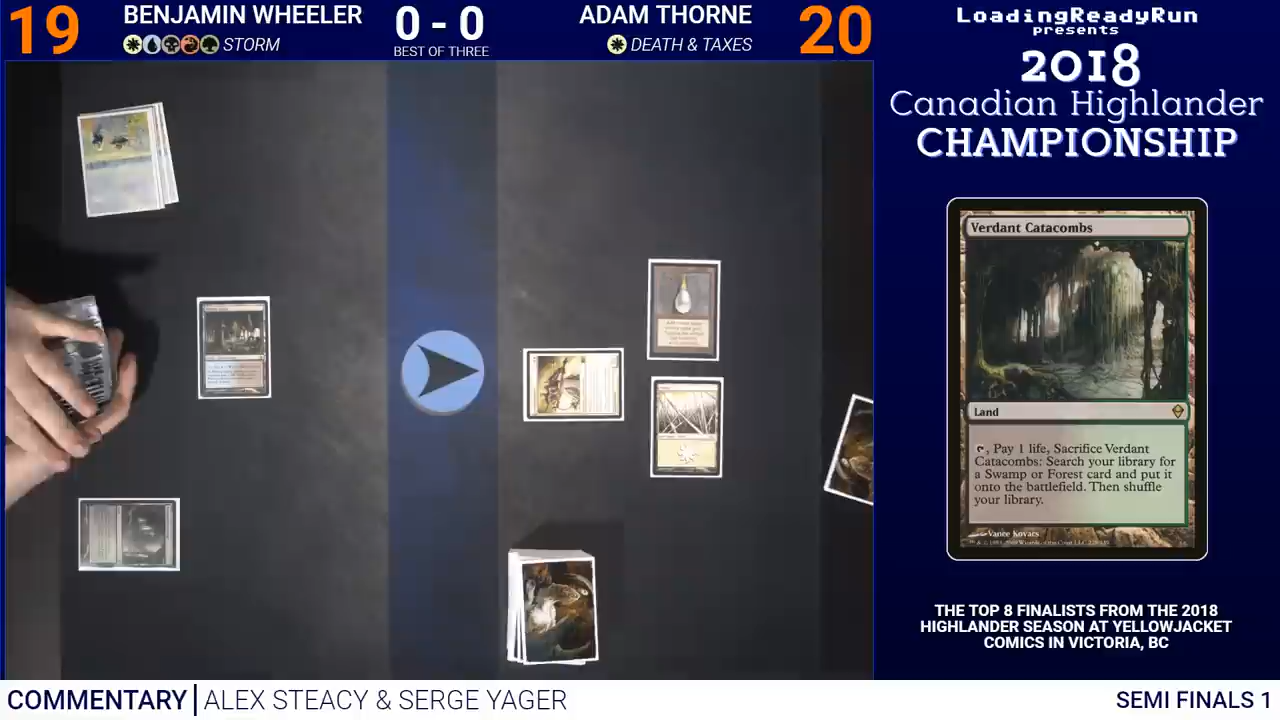 19
BENJAMIN WHEELER
STORM
0 - 0
BEST OF THREE
ADAM THORNE
DEATH & TAXES
20
LoadingReadyRun
presents
2018
Canadian Highlander
CHAMPIONSHIP
Verdant Catacombs
Land
, Pay 1 life, Sacrifice Verdant
Catacombs: Search your library for
a Swamp or Forest card and put it
onto the battlefield. Then shuffle
your library.
Vance Kovacs
THE TOP 8 FINALISTS FROM THE 2018
HIGHLANDER SEASON AT YELLOWJACKET
COMICS IN VICTORIA, BC
COMMENTARY | ALEX STEACY & SERGE YAGER
SEMI FINALS 1